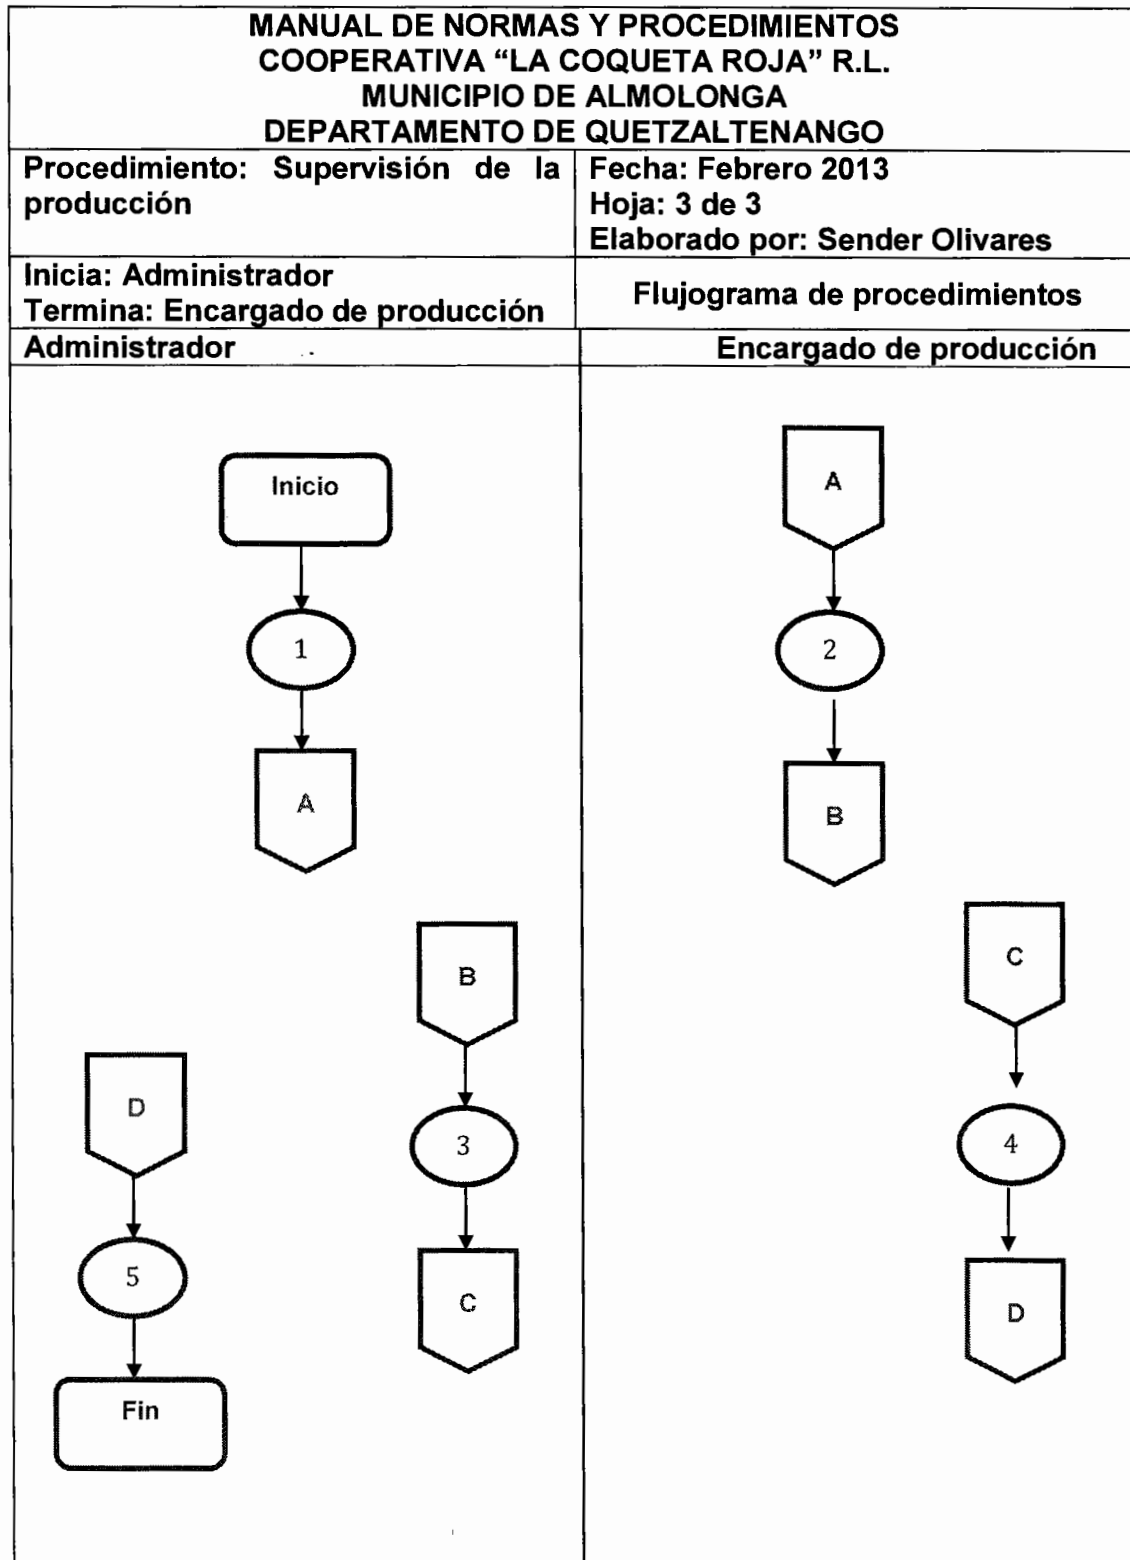 MANUAL DE NORMAS Y PROCEDIMIENTOS
COOPERATIVA “LA COQUETA ROJA” R.L.
MUNICIPIO DE ALMOLONGA
DEPARTAMENTO DE QUETZALTENANGO
Procedimiento: Supervisión de la
producción
Fecha: Febrero 2013
Hoja: 3 de 3
Elaborado por: Sender Olivares
Inicia: Administrador
Termina: Encargado de producción
Flujograma de procedimientos
Administrador
Encargado de producción
Inicio
1
A
B
3
C
D
5
Fin
A
2
B
C
4
D